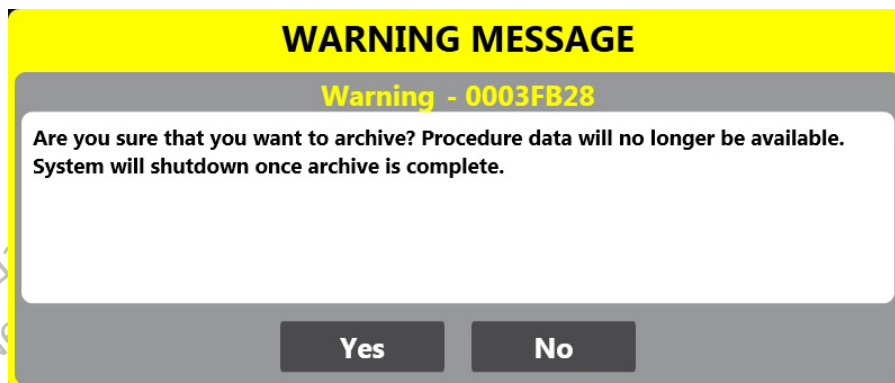 WARNING MESSAGE
Warning - 0003FB28
Are you sure that you want to archive? Procedure data will no longer be available.
System will shutdown once archive is complete.
Yes
No